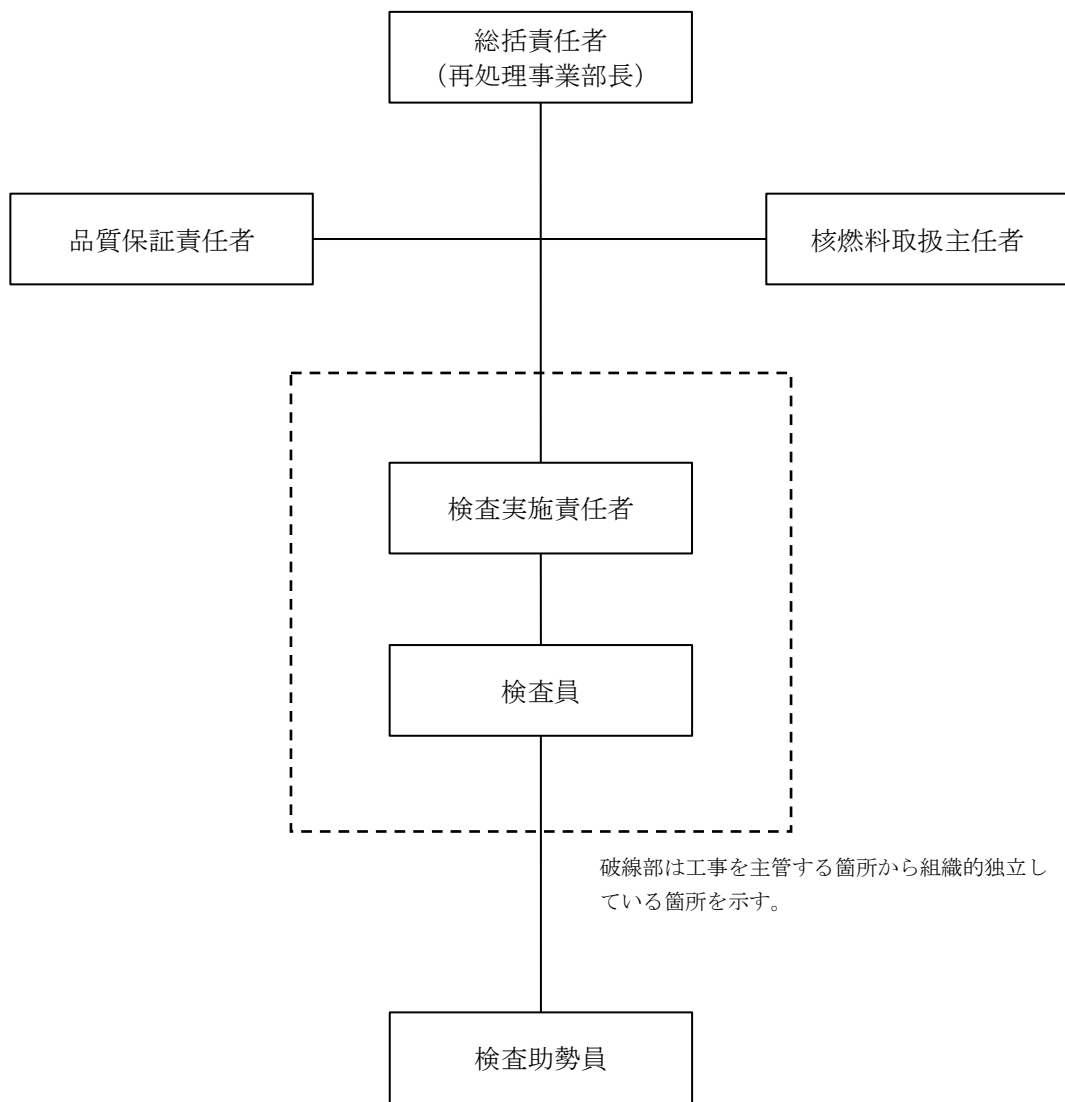 総括責任者
（再処理事業部長）
品質保証責任者
核燃料取扱主任者
検査実施責任者
検査員
破線部は工事を主管する箇所から組織的独立し
ている箇所を示す。
検査助勢員